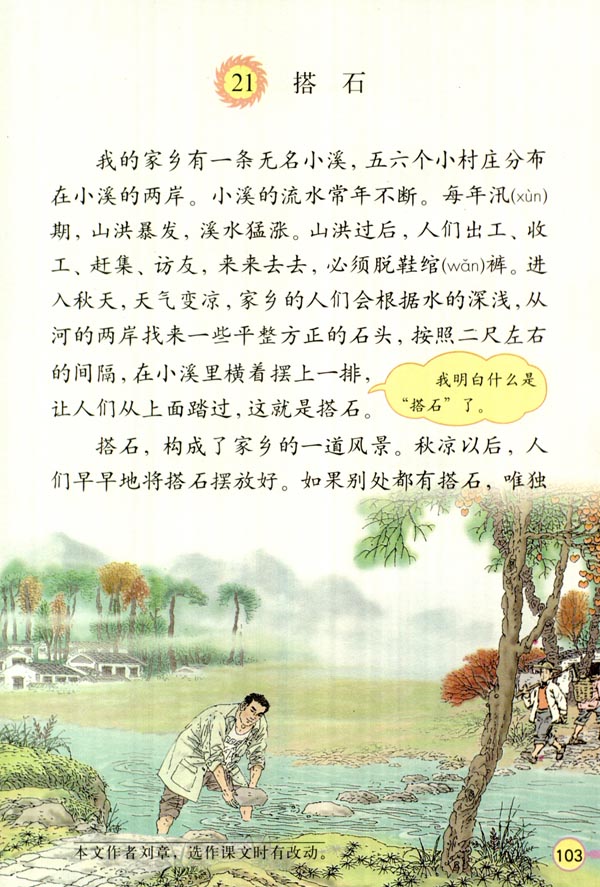 21 搭石
我的家乡有一条无名小溪，五六个小村庄分布
在小溪的两岸。小溪的流水常年不断。每年汛(xùn)
期，山洪暴发，溪水猛涨。山洪过后，人们出工、收
工、赶集、访友，来来去去，必须脱鞋绾(wǎn)裤。进
入秋天，天气变凉，家乡的人们会根据水的深浅，从
河的两岸找来一些平整方正的石头，按照二尺左右
的间隔，在小溪里横着摆上一排，
让人们从上面踏过，这就是搭石。
我明白什么是
“搭石”了。
搭石，构成了家乡的一道风景。秋凉以后，人
们早早地将搭石摆放好。如果别处都有搭石，唯独
本文作者刘章，选作课文时有改动。
103